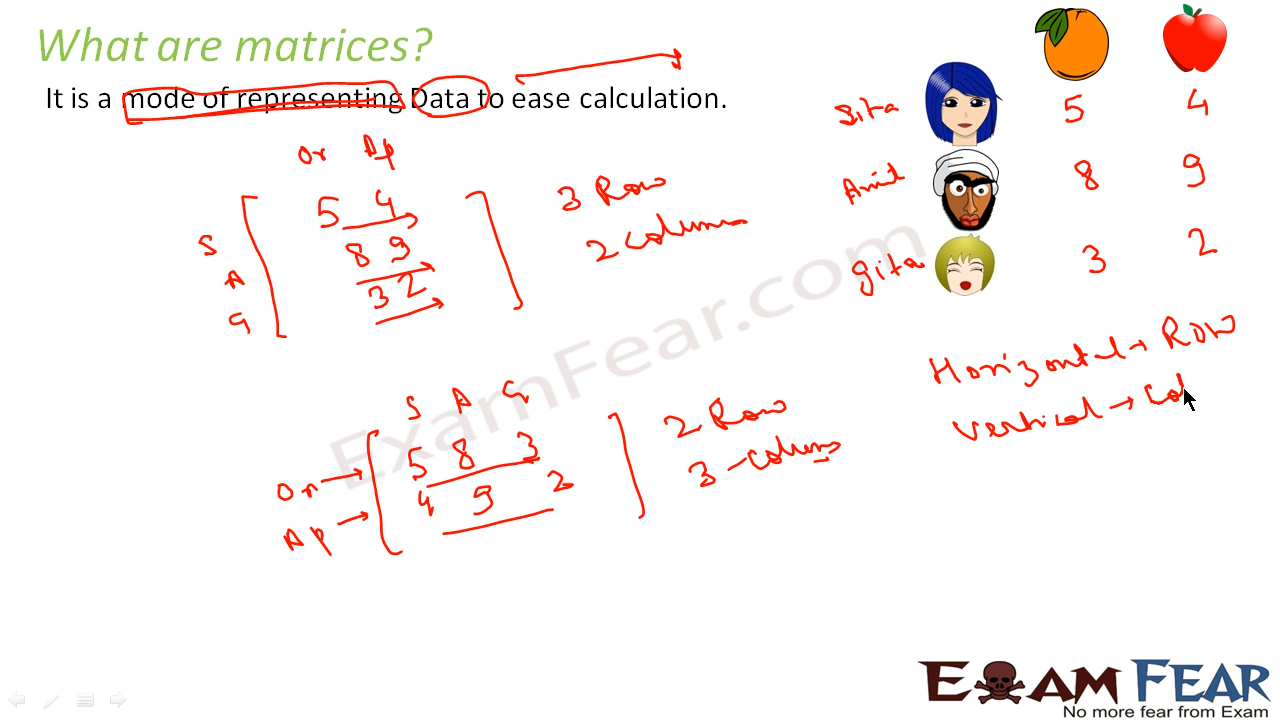 What are matrices?
It is a mode of representing Data to ease calculation.
Or Ap
S
A
G
5 4
8 9
3 2
3 Row
2 Columns
Sita 5 4
Amit 8 9
Gita 3 2
Horizontal → Row
Vertical → Col
S A G
Or → 5 8 3
Ap → 4 9 2
2 Row
3 - Columns
ExamFear.com
EXAM FEAR
No more fear from Exam